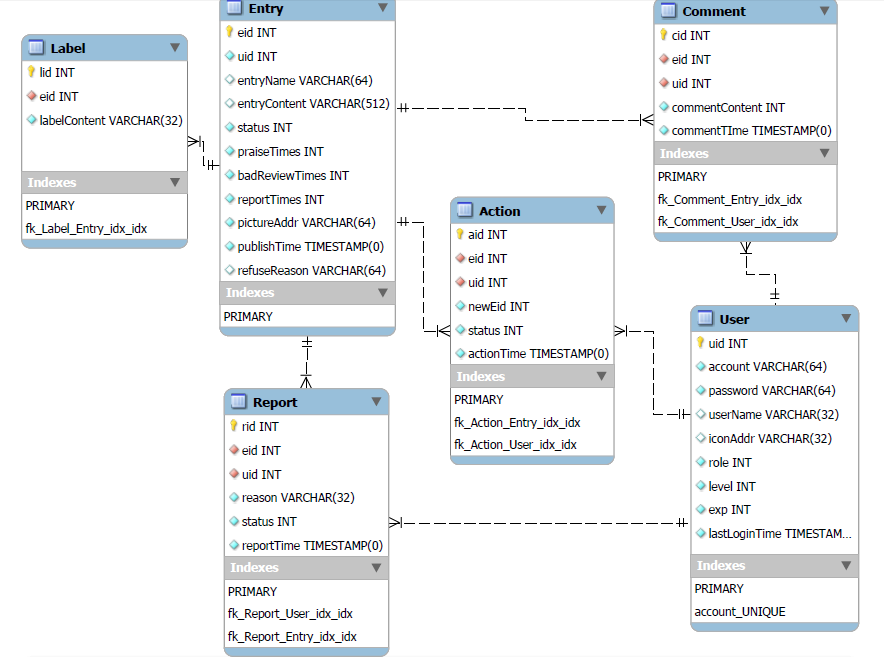 Label
lid INT
eid INT
labelContent VARCHAR(32)
Indexes
PRIMARY
fk_Label_Entry_idx_idx
Entry
eid INT
uid INT
entryName VARCHAR(64)
entryContent VARCHAR(512)
status INT
praiseTimes INT
badReviewTimes INT
reportTimes INT
pictureAddr VARCHAR(64)
publishTime TIMESTAMP(0)
refuseReason VARCHAR(64)
Indexes
PRIMARY
Comment
cid INT
eid INT
uid INT
commentContent INT
commentTIme TIMESTAMP(0)
Indexes
PRIMARY
fk_Comment_Entry_idx_idx
fk_Comment_User_idx_idx
Action
aid INT
eid INT
uid INT
newEid INT
status INT
actionTime TIMESTAMP(0)
Indexes
PRIMARY
fk_Action_Entry_idx_idx
fk_Action_User_idx_idx
Report
rid INT
eid INT
uid INT
reason VARCHAR(32)
status INT
reportTime TIMESTAMP(0)
Indexes
PRIMARY
fk_Report_User_idx_idx
fk_Report_Entry_idx_idx
User
uid INT
account VARCHAR(64)
password VARCHAR(64)
userName VARCHAR(32)
iconAddr VARCHAR(32)
role INT
level INT
exp INT
lastLoginTime TIMESTAM...
Indexes
PRIMARY
account_UNIQUE